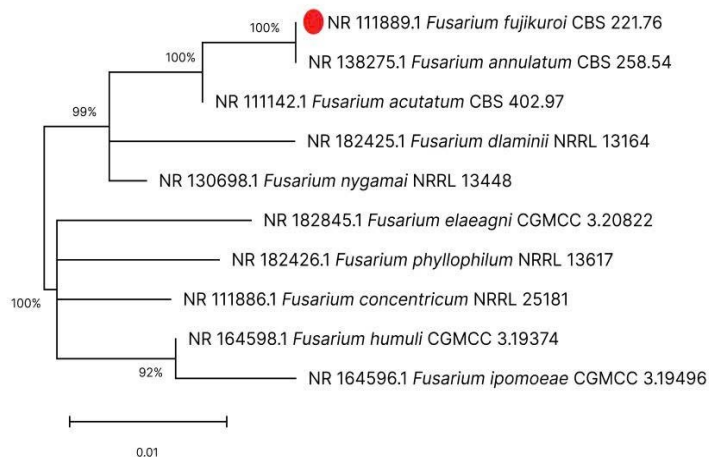 100%
NR 111889.1 Fusarium fujikuroi CBS 221.76
100%
NR 138275.1 Fusarium annulatum CBS 258.54
NR 111142.1 Fusarium acutatum CBS 402.97
99%
NR 182425.1 Fusarium dlaminii NRRL 13164
NR 130698.1 Fusarium nygamai NRRL 13448
NR 182845.1 Fusarium elaeagni CGMCC 3.20822
NR 182426.1 Fusarium phyllophilum NRRL 13617
100%
NR 111886.1 Fusarium concentricum NRRL 25181
NR 164598.1 Fusarium humuli CGMCC 3.19374
92%
NR 164596.1 Fusarium ipomoeae CGMCC 3.19496
0.01